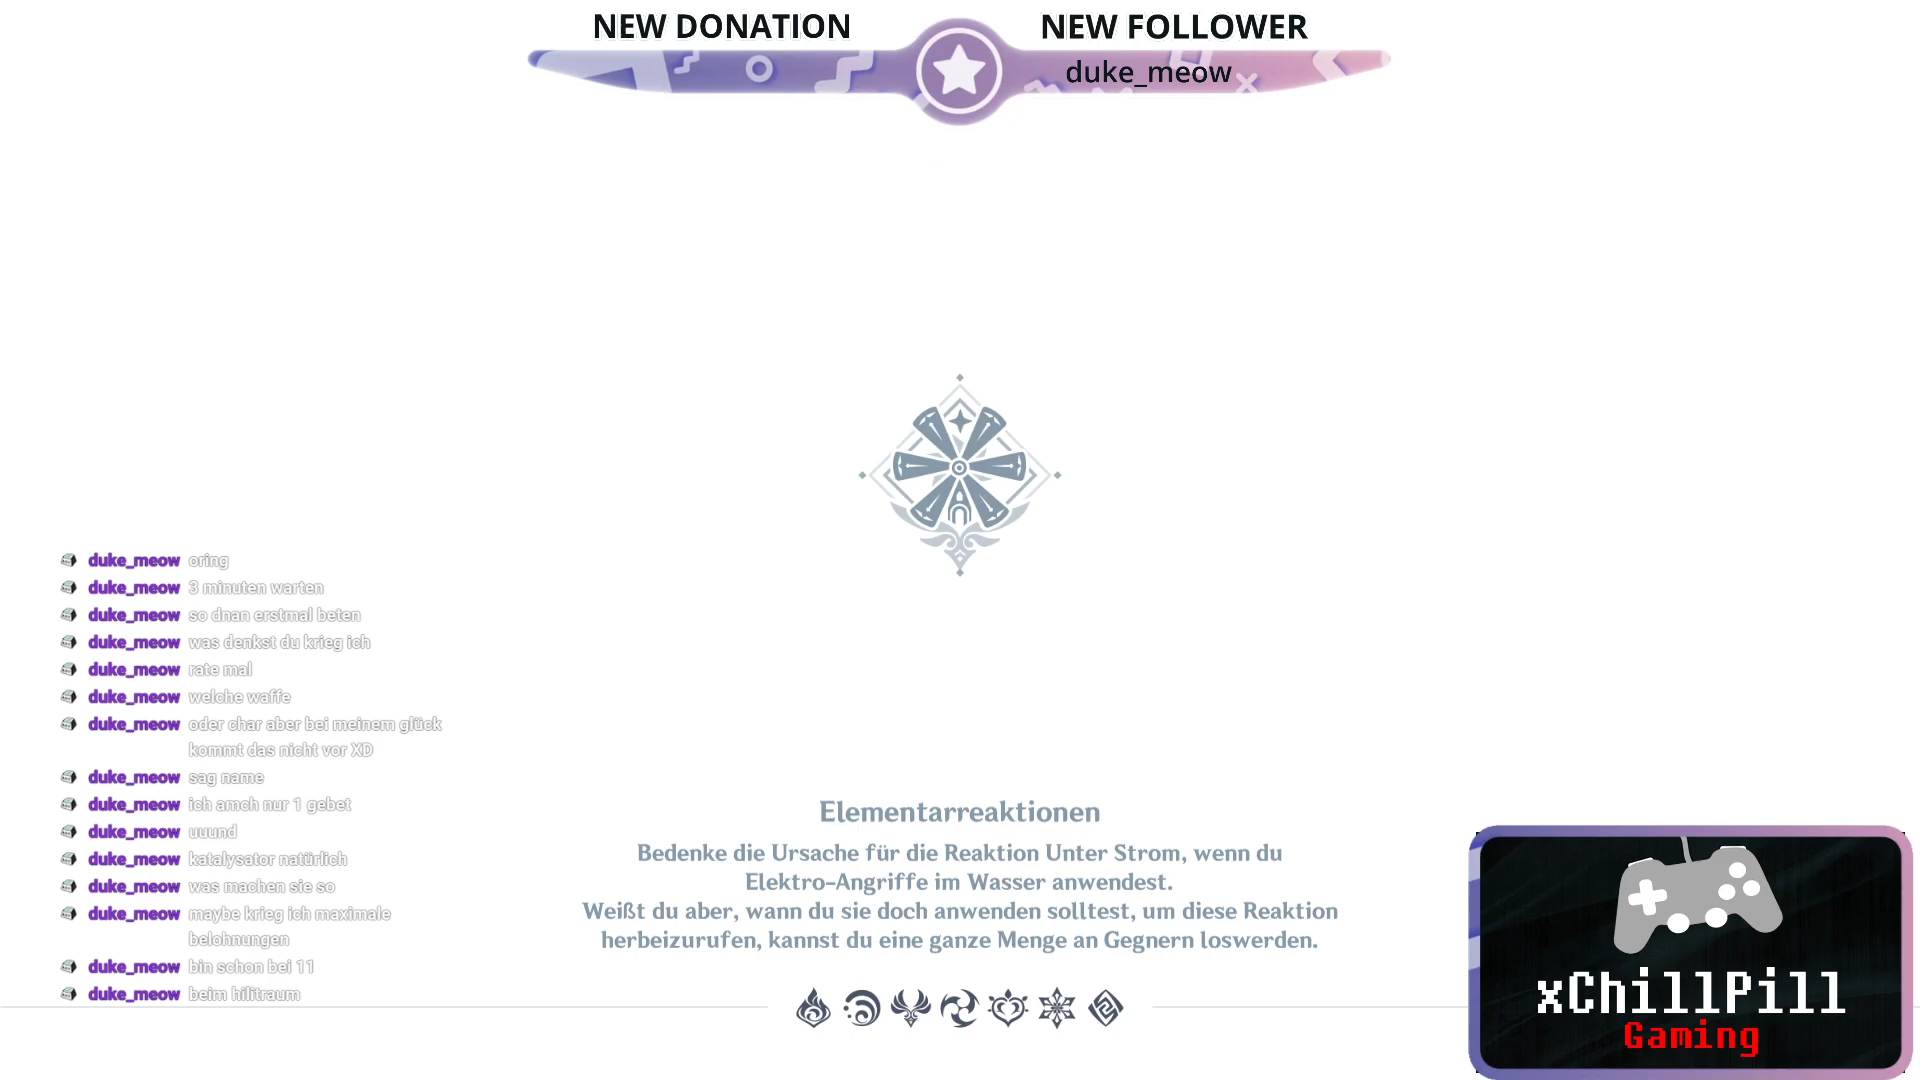 NEW DONATION
NEW FOLLOWER
duke_meow
duke_meow oring
duke_meow 3 minuten warten
duke_meow so dnan erstmal beten
duke_meow was denkst du krieg ich
duke_meow rate mal
duke_meow welche waffe
duke_meow oder char aber bei meinem glück
kommt das nicht vor XD
duke_meow sag name
duke_meow ich amch nur 1 gebet
duke_meow uuund
duke_meow katalysator natürlich
duke_meow was machen sie so
duke_meow maybe krieg ich maximale
belohnungen
duke_meow bin schon bei 11
duke_meow beim hilitraum
Elementarreaktionen
Bedenke die Ursache für die Reaktion Unter Strom, wenn du
Elektro-Angriffe im Wasser anwendest.
Weißt du aber, wann du sie doch anwenden solltest, um diese Reaktion
herbeizurufen, kannst du eine ganze Menge an Gegnern loswerden.
xChillPill
Gaming